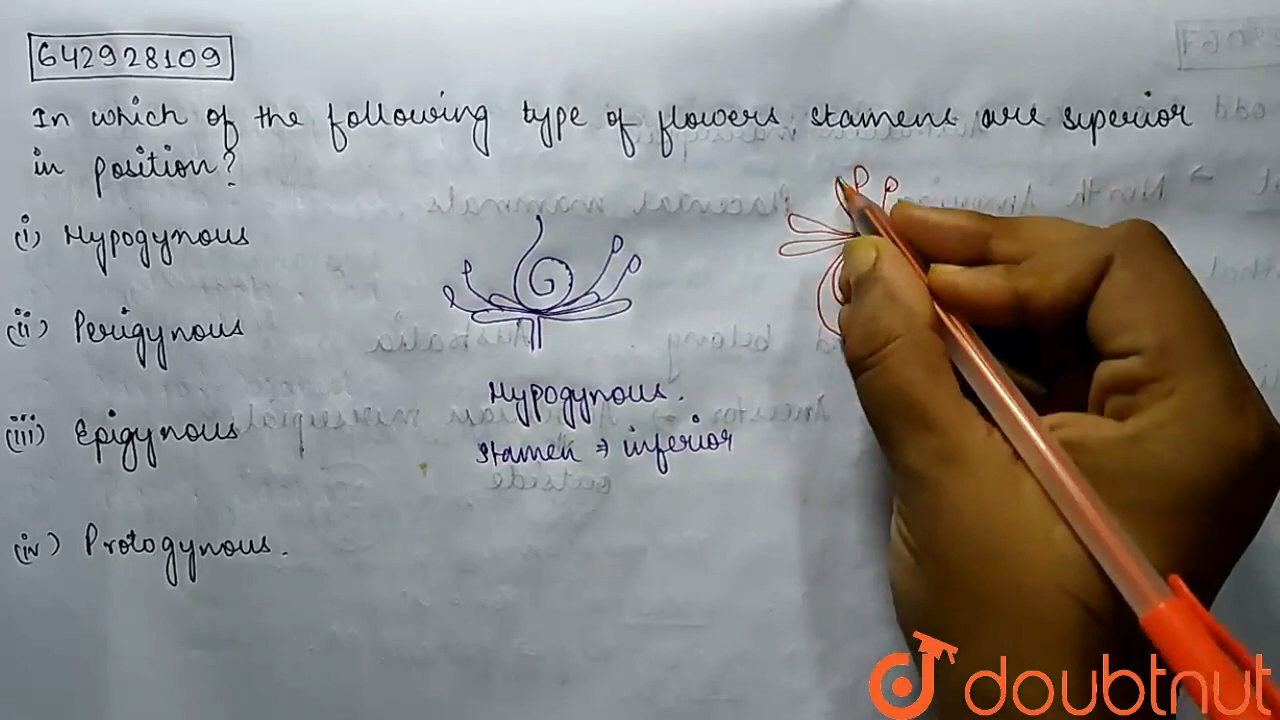 642928109
In which of the following type of flowers stamens are superior
in position?
(i) Hypogynous
(ii) Perigynous
(iii) Epigynous
(iv) Protogynous.
G
Hypogynous.
stamen → inferior
doubtnut